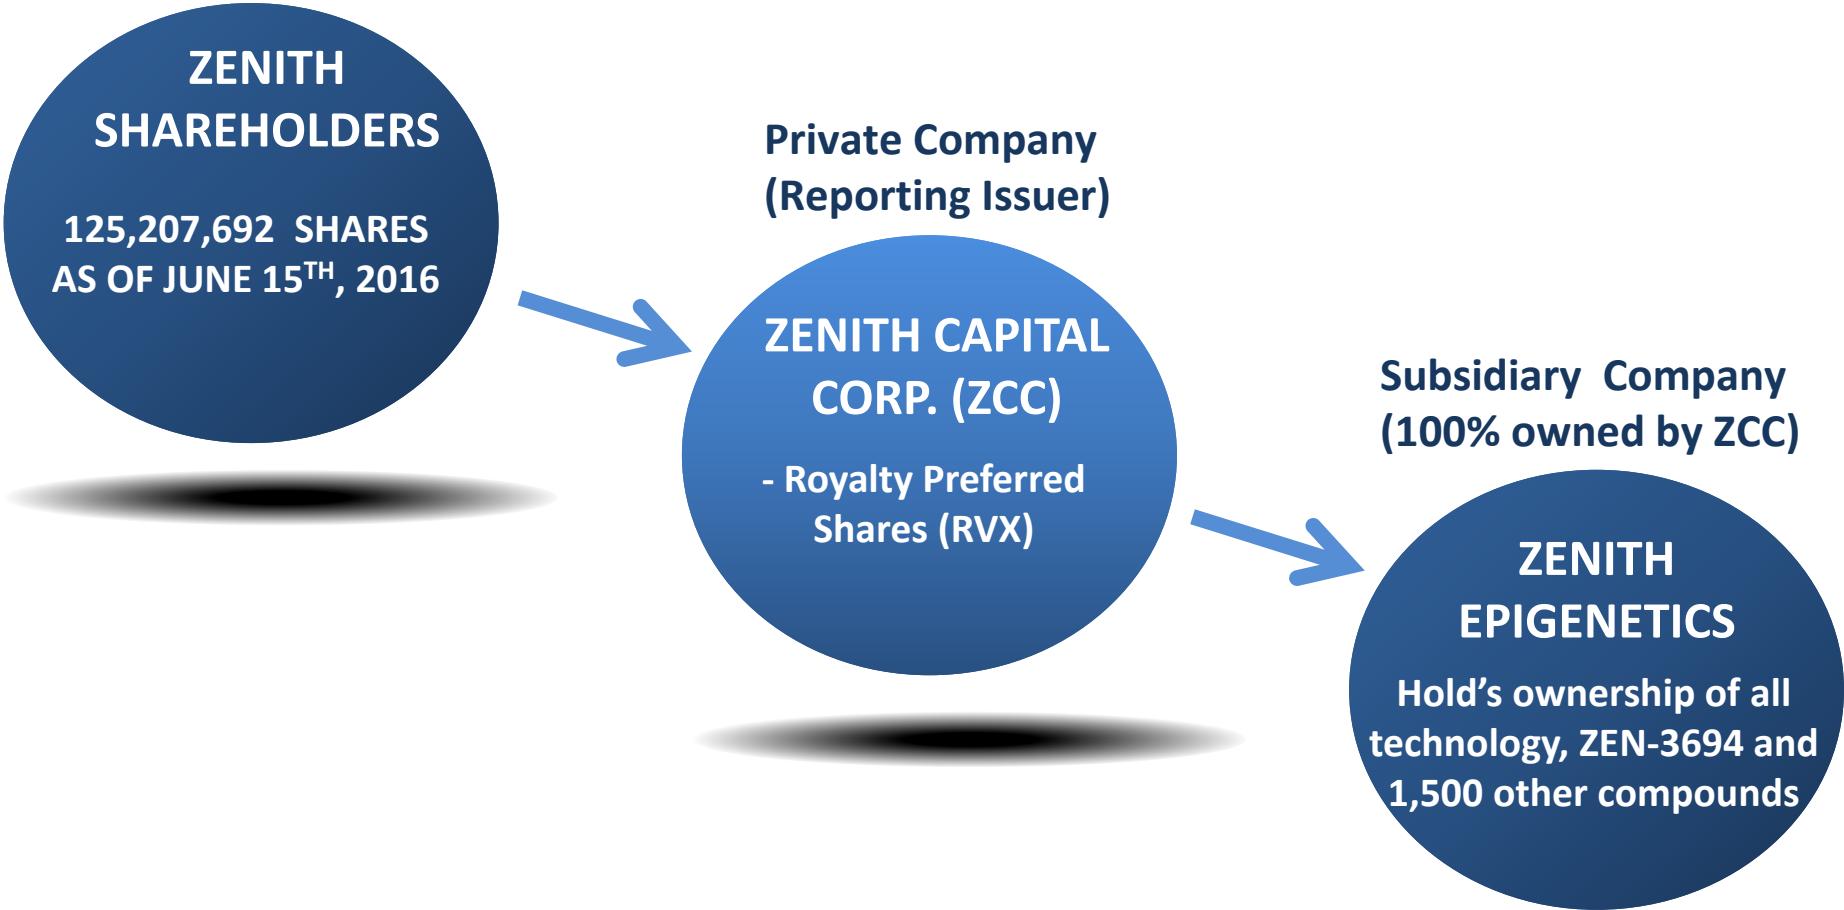 ZENITH
SHAREHOLDERS
125,207,692 SHARES
AS OF JUNE 15TH, 2016
Private Company
(Reporting Issuer)
ZENITH CAPITAL
CORP. (ZCC)
- Royalty Preferred
Shares (RVX)
Subsidiary Company
(100% owned by ZCC)
ZENITH
EPIGENETICS
Hold’s ownership of all
technology, ZEN-3694 and
1,500 other compounds